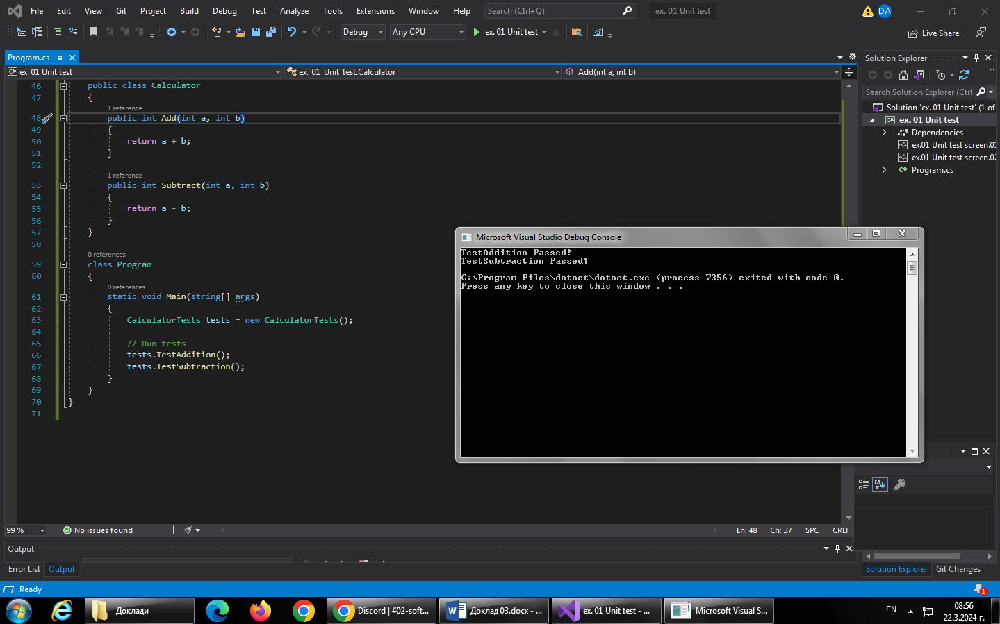 File Edit View Git Project Build Debug Test Analyze Tools Extensions Window Help Search (Ctrl+Q) ex. 01 Unit test DA
Debug Any CPU ex. 01 Unit test Live Share
Program.cs
C# ex. 01 Unit test ex._01_Unit_test.Calculator Add(int a, int b)
46 public class Calculator
47 {
1 reference
48 public int Add(int a, int b)
49 {
50 return a + b;
51 }
52
1 reference
53 public int Subtract(int a, int b)
54 {
55 return a - b;
56 }
57 }
58
0 references
59 class Program
60 {
0 references
61 static void Main(string[] args)
62 {
63 CalculatorTests tests = new CalculatorTests();
64
65 // Run tests
66 tests.TestAddition();
67 tests.TestSubtraction();
68 }
69 }
70 }
71
99 % No issues found Ln: 48 Ch: 37 SPC CRLF
Output
Error List Output
Ready
Solution Explorer
Search Solution Explorer (Ctrl
Solution 'ex. 01 Unit test' (1 of
C# ex. 01 Unit test
Dependencies
ex.01 Unit test screen.01
ex.01 Unit test screen.02
C# Program.cs
Solution Explorer Git Changes
1
Microsoft Visual Studio Debug Console
TestAddition Passed!
TestSubtraction Passed!
C:\Program Files\dotnet\dotnet.exe (process 7356) exited with code 0.
Press any key to close this window . . .
Доклади Discord | #02-soft... Доклад 03.docx - ... ex. 01 Unit test - ... Microsoft Visual S... EN 08:56
22.3.2024 г.